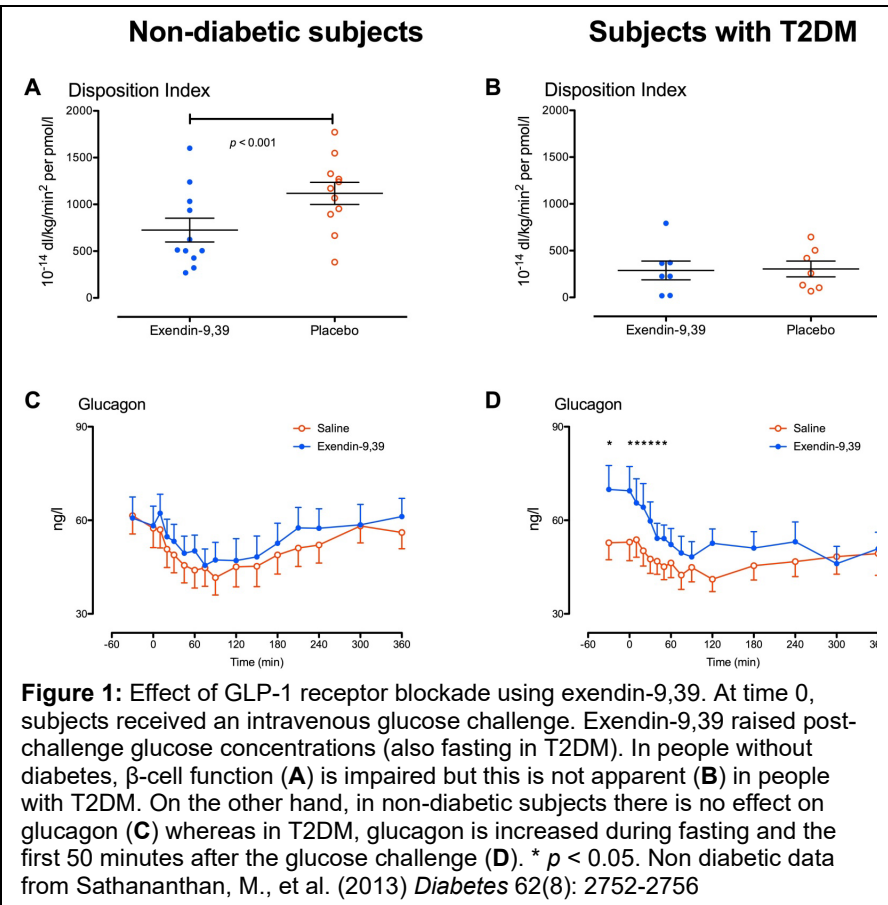 Non-diabetic subjects
Subjects with T2DM
A
Disposition Index
10⁻¹⁴ dl/kg/min² per pmol/l
2000
1500
1000
500
0
p < 0.001
Exendin-9,39
Placebo
B
Disposition Index
10⁻¹⁴ dl/kg/min² per pmol/l
2000
1500
1000
500
0
Exendin-9,39
Placebo
C
Glucagon
Saline
Exendin-9,39
ng/l
90
60
30
-60
0
60
120
180
240
300
360
Time (min)
D
Glucagon
Saline
Exendin-9,39
* ******
ng/l
90
60
30
-60
0
60
120
180
240
300
Time (min)
Figure 1: Effect of GLP-1 receptor blockade using exendin-9,39. At time 0,
subjects received an intravenous glucose challenge. Exendin-9,39 raised post-
challenge glucose concentrations (also fasting in T2DM). In people without
diabetes, β-cell function (A) is impaired but this is not apparent (B) in people
with T2DM. On the other hand, in non-diabetic subjects there is no effect on
glucagon (C) whereas in T2DM, glucagon is increased during fasting and the
first 50 minutes after the glucose challenge (D). * p < 0.05. Non diabetic data
from Sathananthan, M., et al. (2013) Diabetes 62(8): 2752-2756